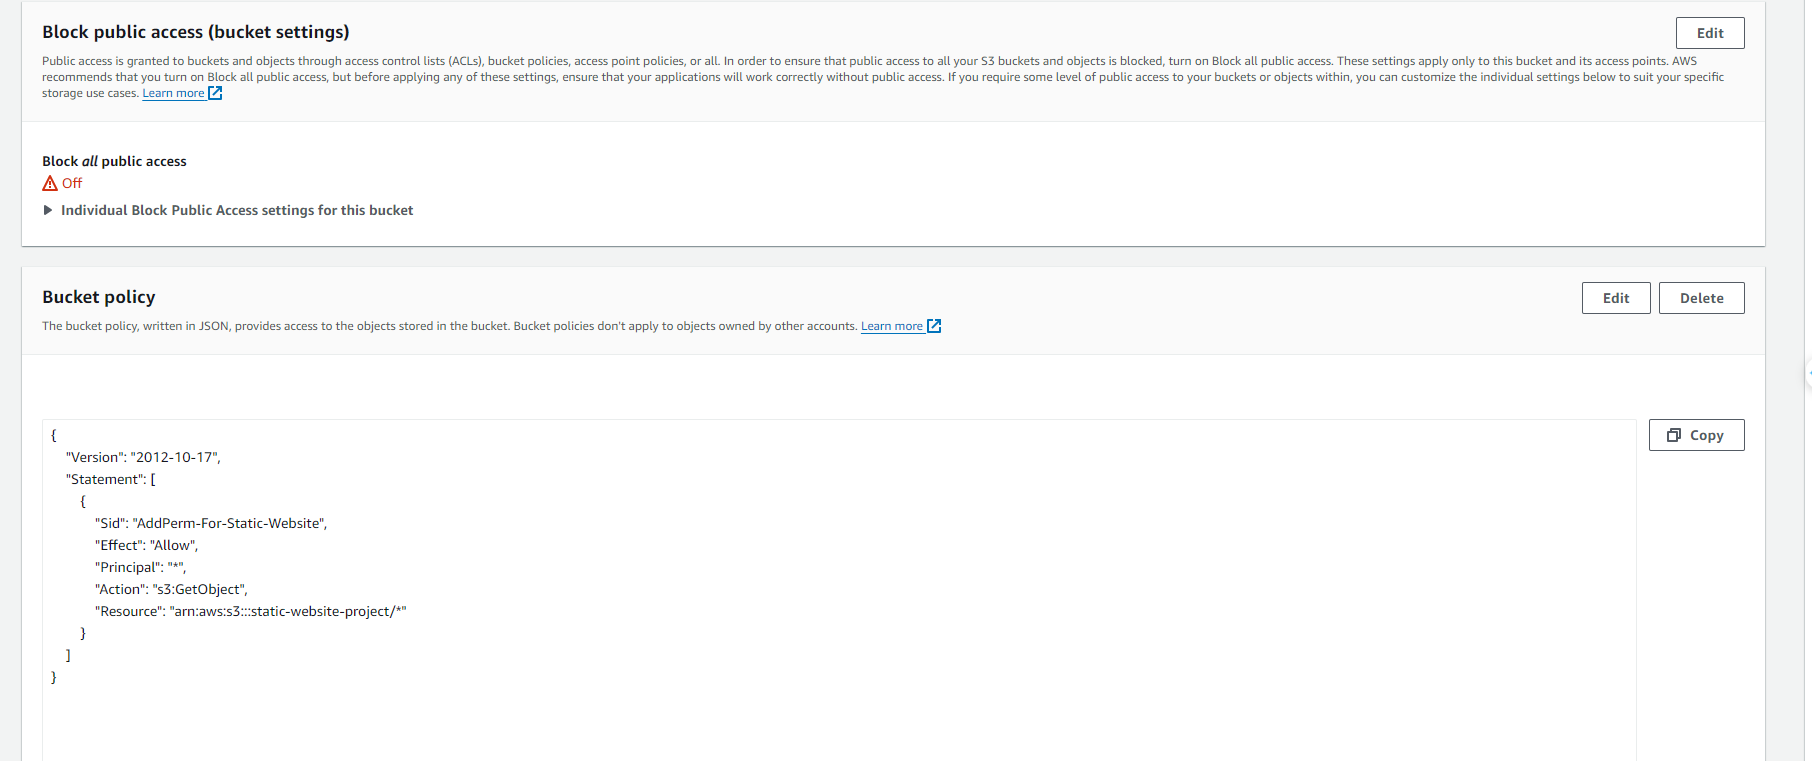 Block public access (bucket settings)
Edit
Public access is granted to buckets and objects through access control lists (ACLs), bucket policies, access point policies, or all. In order to ensure that public access to all your S3 buckets and objects is blocked, turn on Block all public access. These settings apply only to this bucket and its access points. AWS
recommends that you turn on Block all public access, but before applying any of these settings, ensure that your applications will work correctly without public access. If you require some level of public access to your buckets or objects within, you can customize the individual settings below to suit your specific
storage use cases. Learn more
Block all public access
Off
Individual Block Public Access settings for this bucket
Bucket policy
Edit
Delete
The bucket policy, written in JSON, provides access to the objects stored in the bucket. Bucket policies don't apply to objects owned by other accounts. Learn more
Copy
{
"Version": "2012-10-17",
"Statement": [
{
"Sid": "AddPerm-For-Static-Website",
"Effect": "Allow",
"Principal": "*",
"Action": "s3:GetObject",
"Resource": "arn:aws:s3:::static-website-project/*"
}
]
}